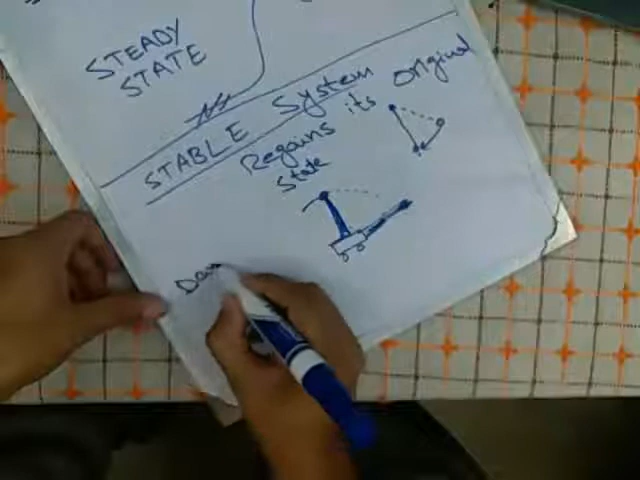 STEADY
STATE
STABLE System
Regains its Original
State